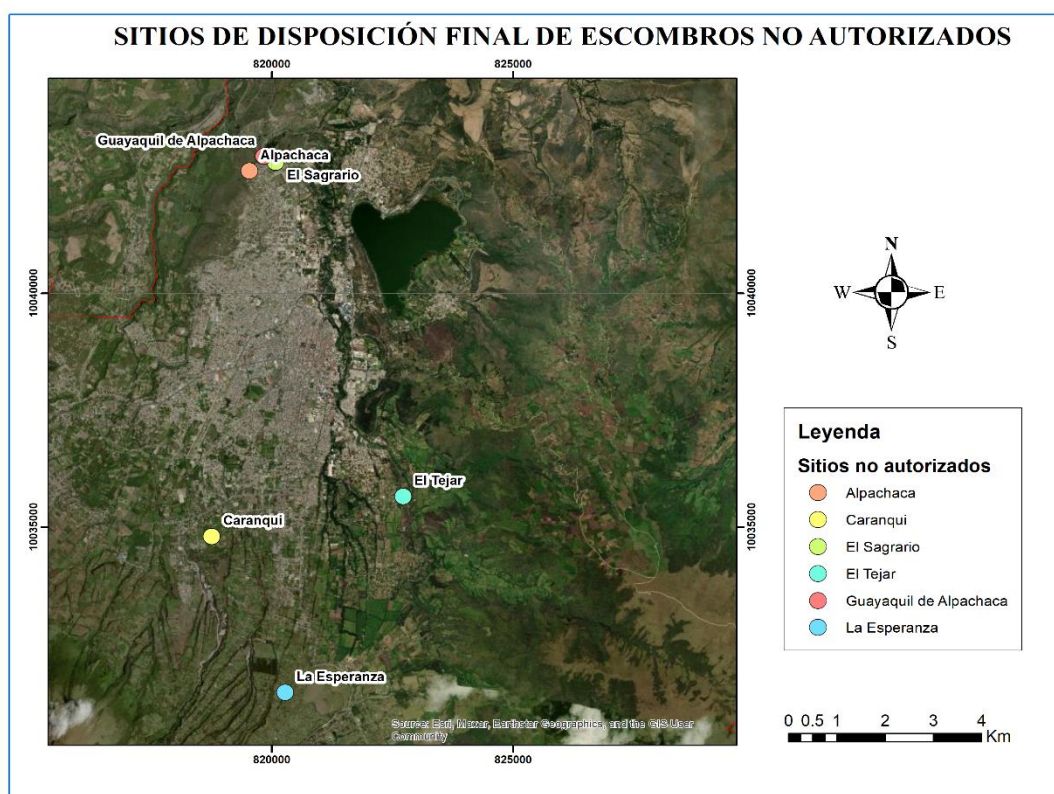 SITIOS DE DISPOSICIÓN FINAL DE ESCOMBROS NO AUTORIZADOS
820000
825000
Guayaquil de Alpachaca
Alpachaca
El Sagrario
10040000
10040000
El Tejar
Caranqui
10035000
10035000
La Esperanza
Source: Esri, Maxar, Earthstar Geographics, and the GIS User
Community
820000
825000
N
W
E
S
Leyenda
Sitios no autorizados
Alpachaca
Caranqui
El Sagrario
El Tejar
Guayaquil de Alpachaca
La Esperanza
0 0.5 1 2 3 4
Km